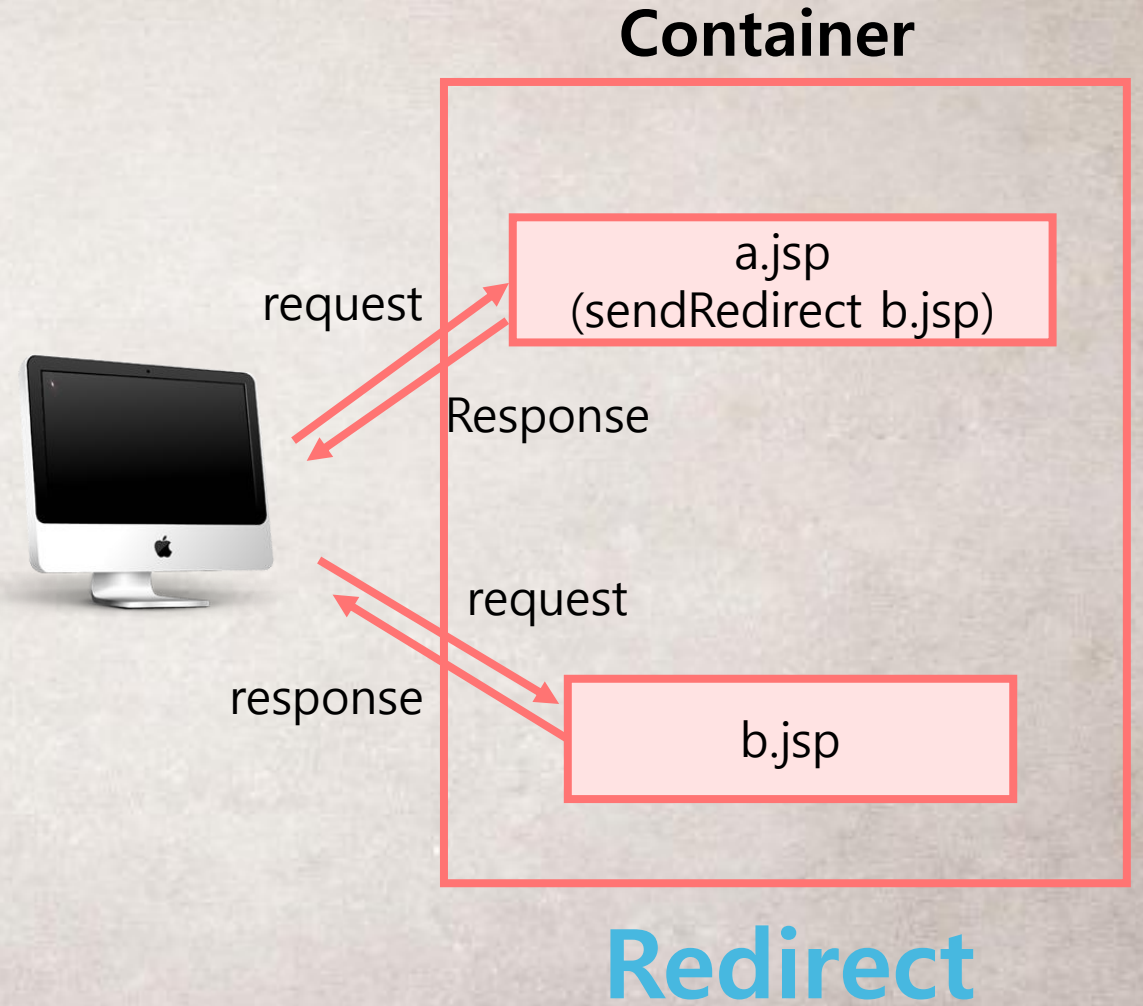 Container
a.jsp
(sendRedirect b.jsp)
request
Response
request
response
b.jsp
Redirect